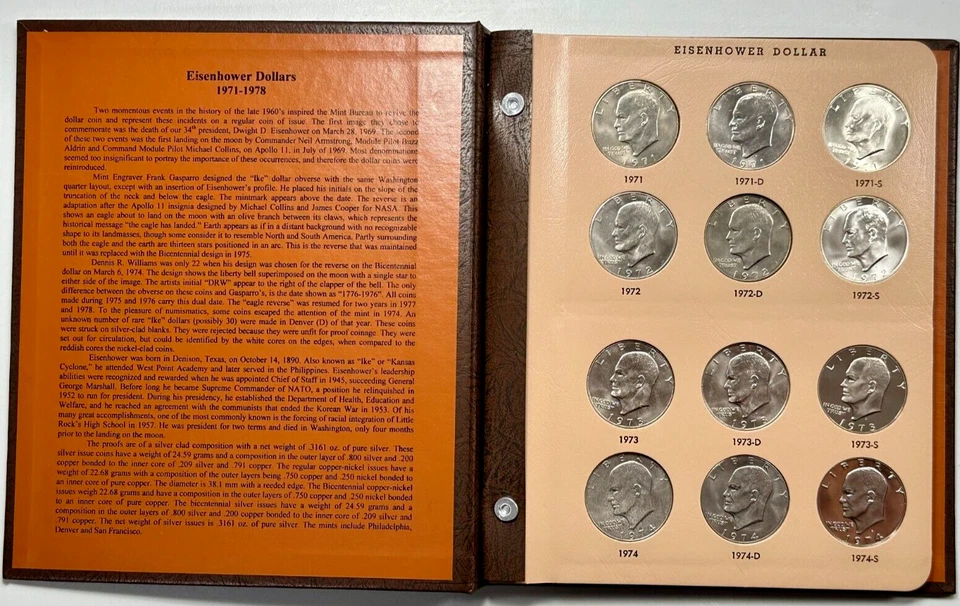 Eisenhower Dollars
1971-1978
Two momentous events in the history of the late 1960's inspired the Mint Bureau to revive the
dollar coin and represent these incidents on a regular coin of issue. The first image they chose to
commemorate was the death of our 34th president, Dwight D. Eisenhower on March 28, 1969. The second
of these two events was the first landing on the moon by Commander Neil Armstrong, Module Pilot Buzz
Aldrin and Command Module Pilot Michael Collins, on Apollo 11, in July of 1969. Most denominations
seemed too insignificant to portray the importance of these occurrences, and therefore the dollar coins were
reintroduced.
Mint Engraver Frank Gasparro designed the "Ike" dollar obverse with the same Washington
quarter layout, except with an insertion of Eisenhower's profile. He placed his initials on the slope of the
truncation of the neck and below the eagle. The mintmark appears above the date. The reverse is an
adaptation after the Apollo 11 insignia designed by Michael Collins and James Cooper for NASA. This
shows an eagle about to land on the moon with an olive branch between its claws, which represents the
historical message "the eagle has landed." Earth appears as if in a distant background with no recognizable
shape to its landmasses, though some consider it to resemble North and South America. Partly surrounding
both the eagle and the earth are thirteen stars positioned in an arc. This is the reverse that was maintained
until it was replaced with the Bicentennial design in 1975.
Dennis R. Williams was only 22 when his design was chosen for the reverse on the Bicentennial
dollar on March 6, 1974. The design shows the liberty bell superimposed on the moon with a single star to
either side of the image. The artists initial "DRW" appear to the right of the clapper of the bell. The only
difference between the obverse on these coins and Gasparro's, is the date shown as "1776-1976". All coins
made during 1975 and 1976 carry this dual date. The "eagle reverse" was resumed for two years in 1977
and 1978. To the pleasure of numismatics, some coins escaped the attention of the mint in 1974. An
unknown number of rare "Ike" dollars (possibly 30) were made in Denver (D) of that year. These coins
were struck on silver-clad blanks. They were rejected because they were unfit for proof coinage. They were
set out for circulation, but could be identified by the white cores on the edges, when compared to the
reddish cores the nickel-clad coins.
Eisenhower was born in Denison, Texas, on October 14, 1890. Also known as "Ike" or "Kansas
Cyclone," he attended West Point Academy and later served in the Philippines. Eisenhower's leadership
abilities were recognized and rewarded when he was appointed Chief of Staff in 1945, succeeding General
George Marshall. Before long he became Supreme Commander of NATO, a position he relinquished in
1952 to run for president. During his presidency, he established the Department of Health, Education and
Welfare, and he reached an agreement with the communists that ended the Korean War in 1953. Of his
many great accomplishments, one of the most commonly known is the forcing of racial integration of Little
Rock's High School in 1957. He was president for two terms and died in Washington, only four months
prior to the landing on the moon.
The proofs are of a silver clad composition with a net weight of .3161 oz. of pure silver. These
silver issue coins have a weight of 24.59 grams and a composition in the outer layer of .800 silver and .200
copper bonded to the inner core of .209 silver and .791 copper. The regular copper-nickel issues have a
weight of 22.68 grams with a composition of the outer layers being .750 copper and .250 nickel bonded to
an inner core of pure copper. The diameter is 38.1 mm with a reeded edge. The Bicentennial copper-nickel
issues weigh 22.68 grams and have a composition in the outer layers of .750 copper and .250 nickel bonded
to an inner core of pure copper. The bicentennial silver issues have a weight of 24.59 grams and a
composition in the outer layers of .800 silver and .200 copper bonded to the inner core of .209 silver and
.791 copper. The net weight of silver issues is .3161 oz. of pure silver. The mints include Philadelphia,
Denver and San Francisco.
EISENHOWER DOLLAR
1971 1971-D 1971-S
1972 1972-D 1972-S
1973 1973-D 1973-S
1974 1974-D 1974-S